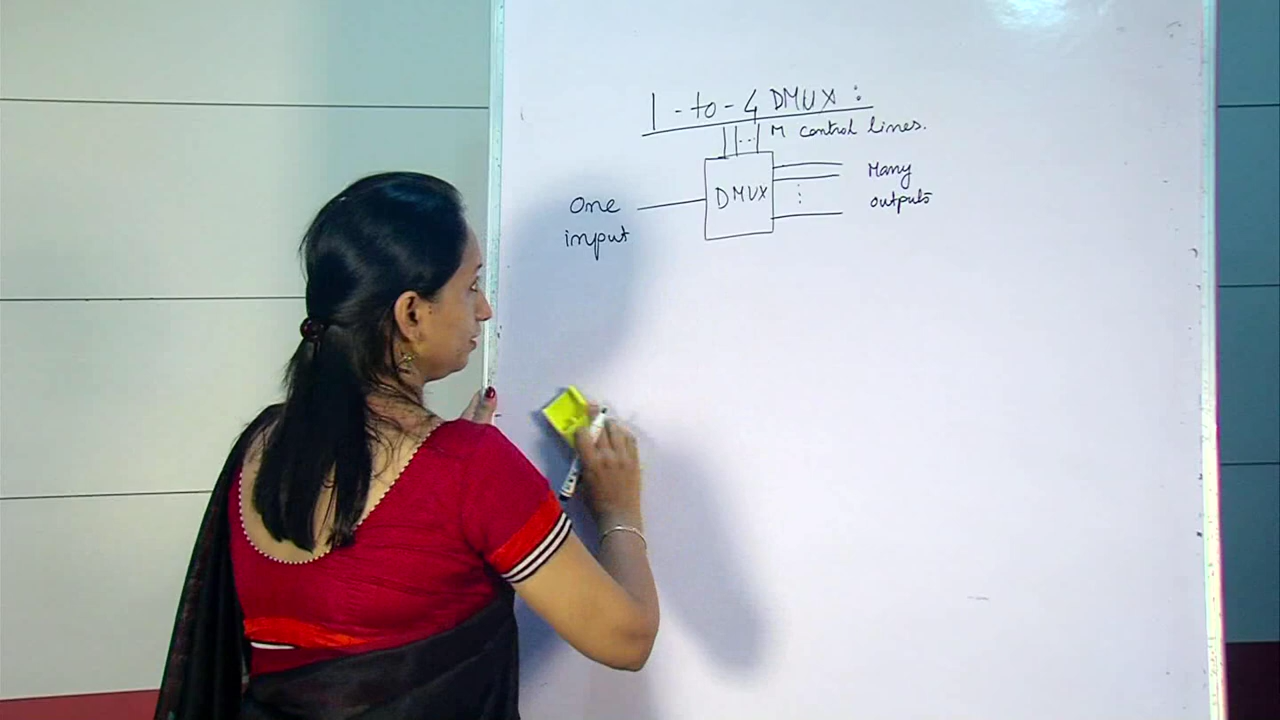 1-to-4 DMUX :
M control lines.
DMUX
Many
outputs
One
input